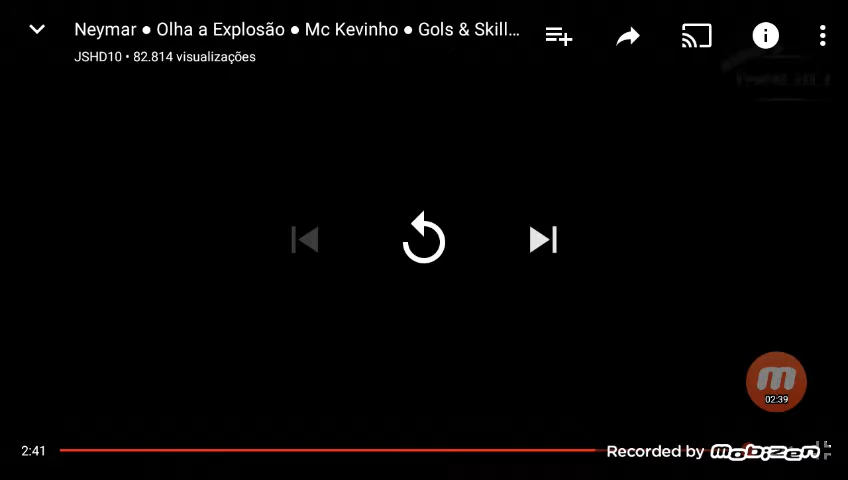 Neymar ● Olha a Explosão ● Mc Kevinho ● Gols & Skill...
JSHD10 • 82.814 visualizações
02:39
2:41
Recorded by mobizen